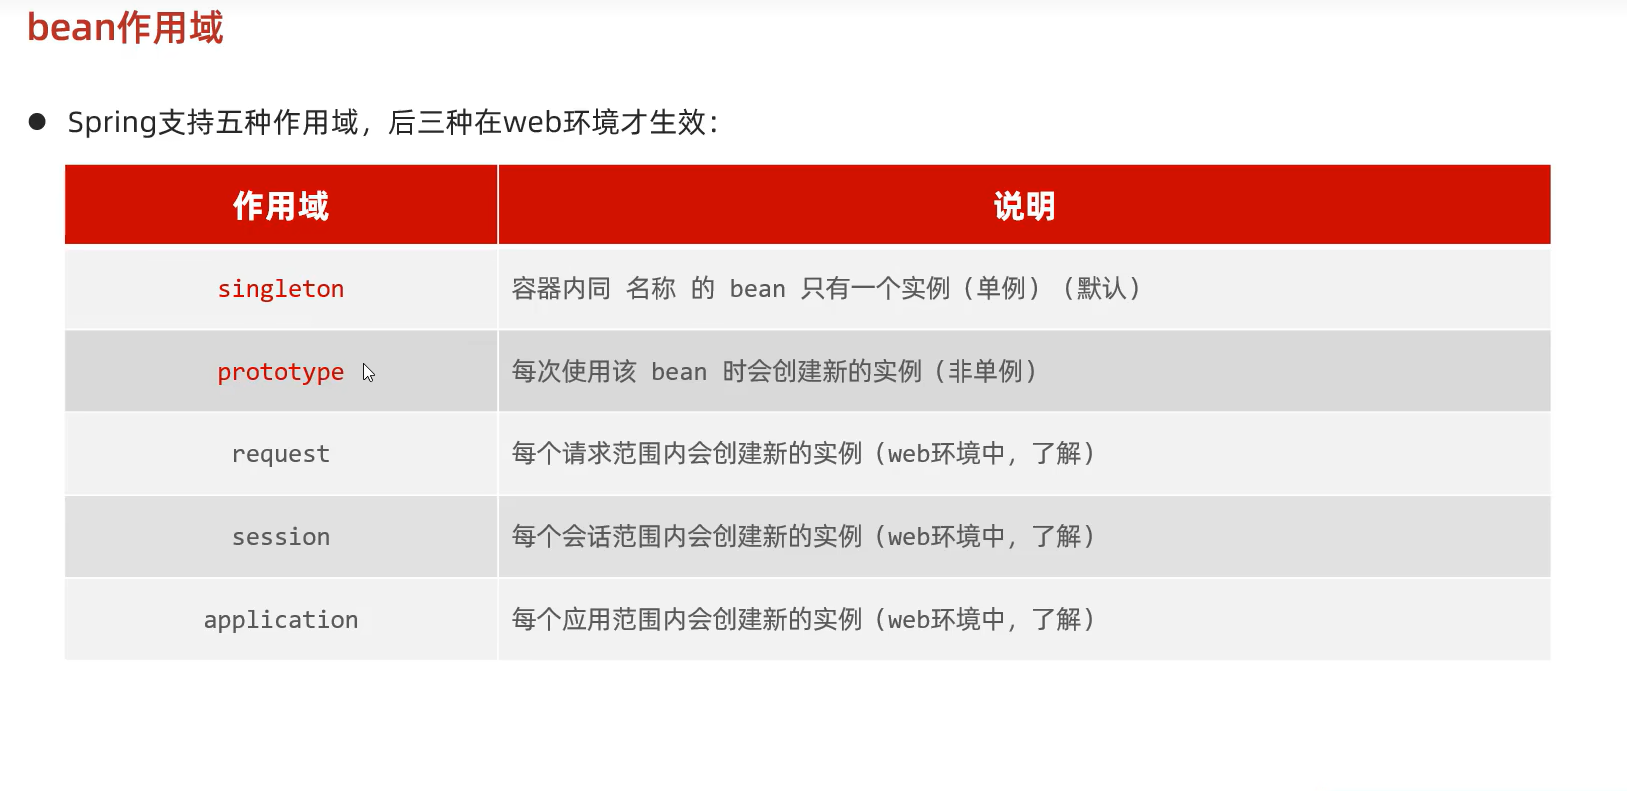 bean作用域
● Spring支持五种作用域，后三种在web环境才生效：
作用域 说明
singleton 容器内同 名称 的 bean 只有一个实例（单例）（默认）
prototype 每次使用该 bean 时会创建新的实例（非单例）
request 每个请求范围内会创建新的实例（web环境中，了解）
session 每个会话范围内会创建新的实例（web环境中，了解）
application 每个应用范围内会创建新的实例（web环境中，了解）